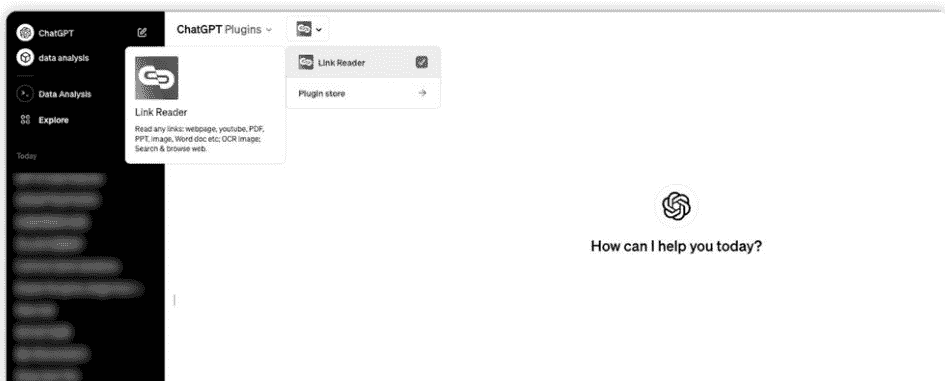 ChatGPT
data analysis
Data Analysis
Explore
Today
ChatGPT Plugins
Link Reader
Plugin store
Link Reader
Read any links: webpage, youtube, PDF,
PPT, image, Word doc etc; OCR image;
Search & browse web.
How can I help you today?